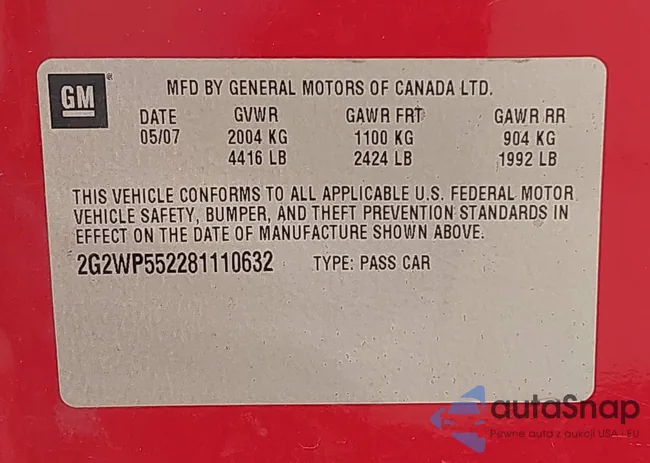 GM
MFD BY GENERAL MOTORS OF CANADA LTD.
DATE GVWR GAWR FRT GAWR RR
05/07 2004 KG 1100 KG 904 KG
4416 LB 2424 LB 1992 LB
THIS VEHICLE CONFORMS TO ALL APPLICABLE U.S. FEDERAL MOTOR
VEHICLE SAFETY, BUMPER, AND THEFT PREVENTION STANDARDS IN
EFFECT ON THE DATE OF MANUFACTURE SHOWN ABOVE.
2G2WP552281110632 TYPE: PASS CAR
autoSnap
Pewne auta z aukcji USA - EU